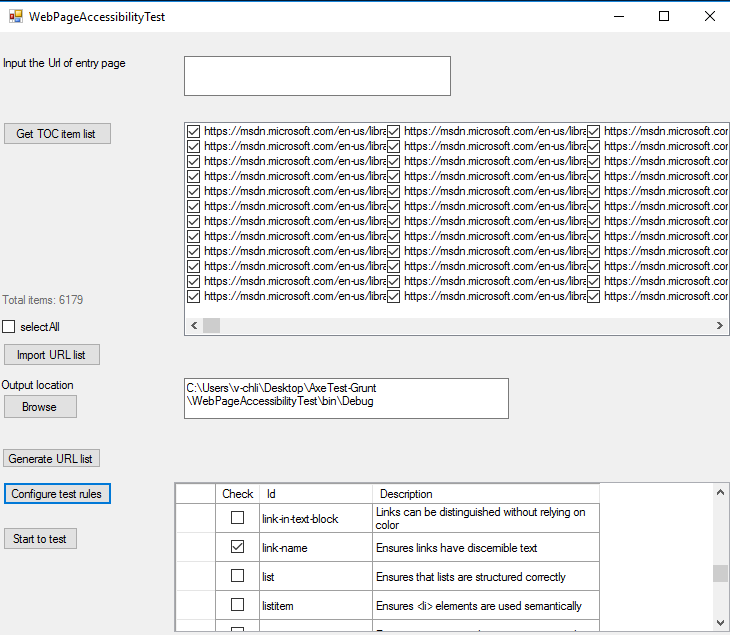 WebPageAccessibilityTest
Input the Url of entry page
Get TOC item list
https://msdn.microsoft.com/en-us/libra https://msdn.microsoft.com/en-us/libra https://msdn.microsoft.com
https://msdn.microsoft.com/en-us/libra https://msdn.microsoft.com/en-us/libra https://msdn.microsoft.com
https://msdn.microsoft.com/en-us/libra https://msdn.microsoft.com/en-us/libra https://msdn.microsoft.com
https://msdn.microsoft.com/en-us/libra https://msdn.microsoft.com/en-us/libra https://msdn.microsoft.com
https://msdn.microsoft.com/en-us/libra https://msdn.microsoft.com/en-us/libra https://msdn.microsoft.com
https://msdn.microsoft.com/en-us/libra https://msdn.microsoft.com/en-us/libra https://msdn.microsoft.com
https://msdn.microsoft.com/en-us/libra https://msdn.microsoft.com/en-us/libra https://msdn.microsoft.com
https://msdn.microsoft.com/en-us/libra https://msdn.microsoft.com/en-us/libra https://msdn.microsoft.com
https://msdn.microsoft.com/en-us/libra https://msdn.microsoft.com/en-us/libra https://msdn.microsoft.com
https://msdn.microsoft.com/en-us/libra https://msdn.microsoft.com/en-us/libra https://msdn.microsoft.com
https://msdn.microsoft.com/en-us/libra https://msdn.microsoft.com/en-us/libra https://msdn.microsoft.com
https://msdn.microsoft.com/en-us/libra https://msdn.microsoft.com/en-us/libra https://msdn.microsoft.com
Total items: 6179
selectAll
Import URL list
Output location
Browse
C:\Users\v-chli\Desktop\AxeTest-Grunt
\WebPageAccessibilityTest\bin\Debug
Generate URL list
Configure test rules
Start to test
Check Id Description
link-in-text-block Links can be distinguished without relying on
color
link-name Ensures links have discernible text
list Ensures that lists are structured correctly
listitem Ensures <li> elements are used semantically